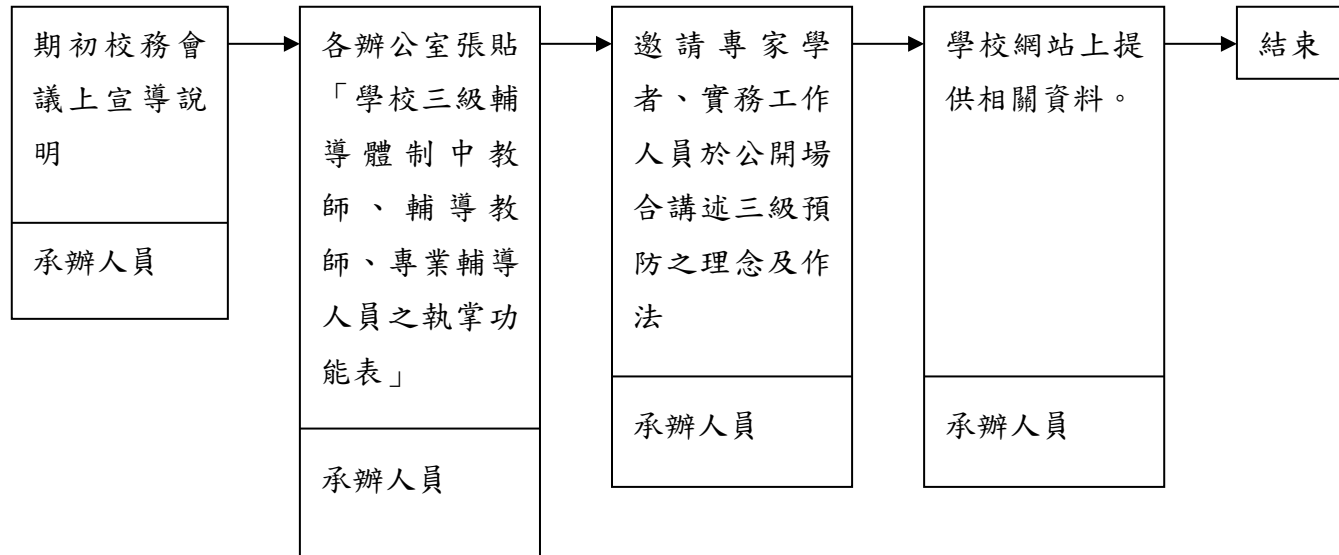 期初校務會
議上宣導說
明
承辦人員
各辦公室張貼
「學校三級輔
導體制中教
師、輔導教
師、專業輔導
人員之執掌功
能表」
承辦人員
邀請專家學
者、實務工作
人員於公開場
合講述三級預
防之理念及作
法
承辦人員
學校網站上提
供相關資料。
承辦人員
結束